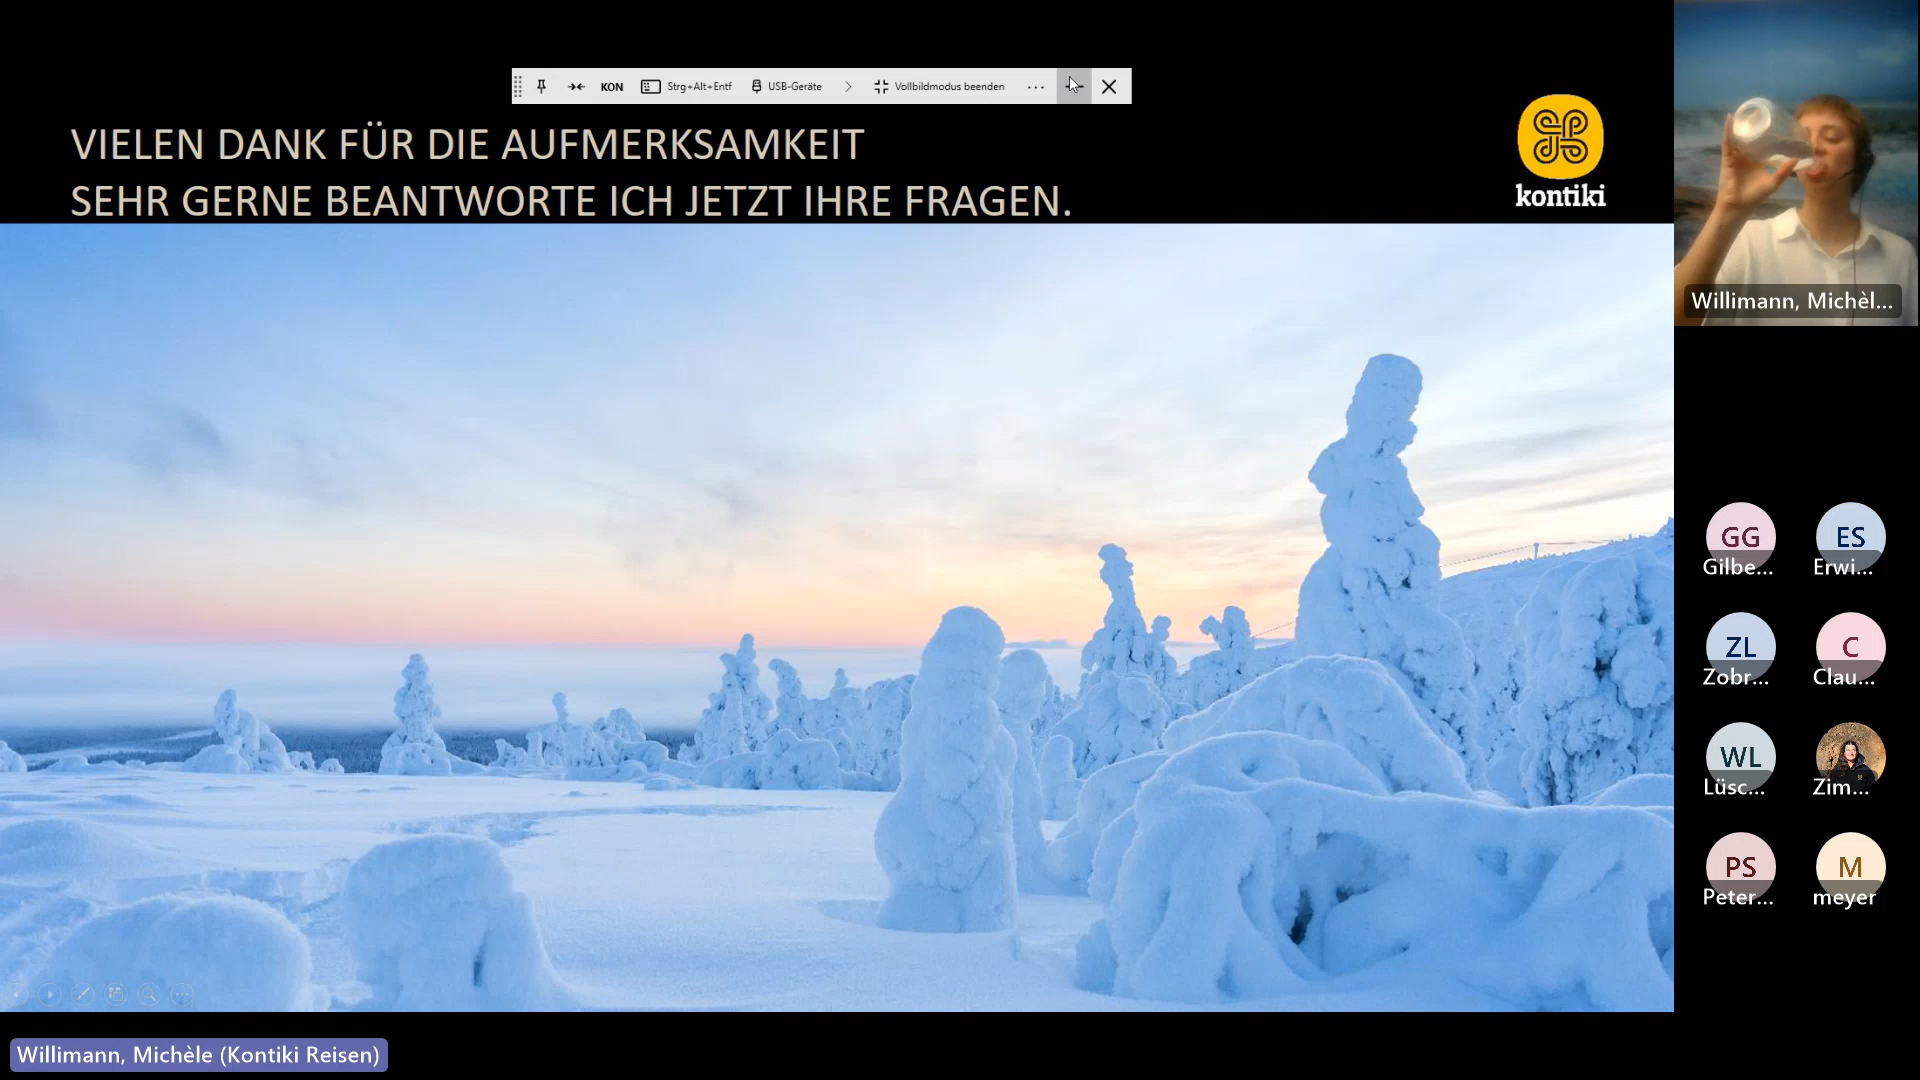 KON
Strg+Alt+Entf
USB-Geräte
Vollbildmodus beenden
VIELEN DANK FÜR DIE AUFMERKSAMKEIT
SEHR GERNE BEANTWORTE ICH JETZT IHRE FRAGEN.
kontiki
Willimann, Michèl...
GG
Gilbe...
ES
Erwi...
ZL
Zobr...
C
Clau...
WL
Lüsc...
Zim...
PS
Peter...
M
meyer
Willimann, Michèle (Kontiki Reisen)